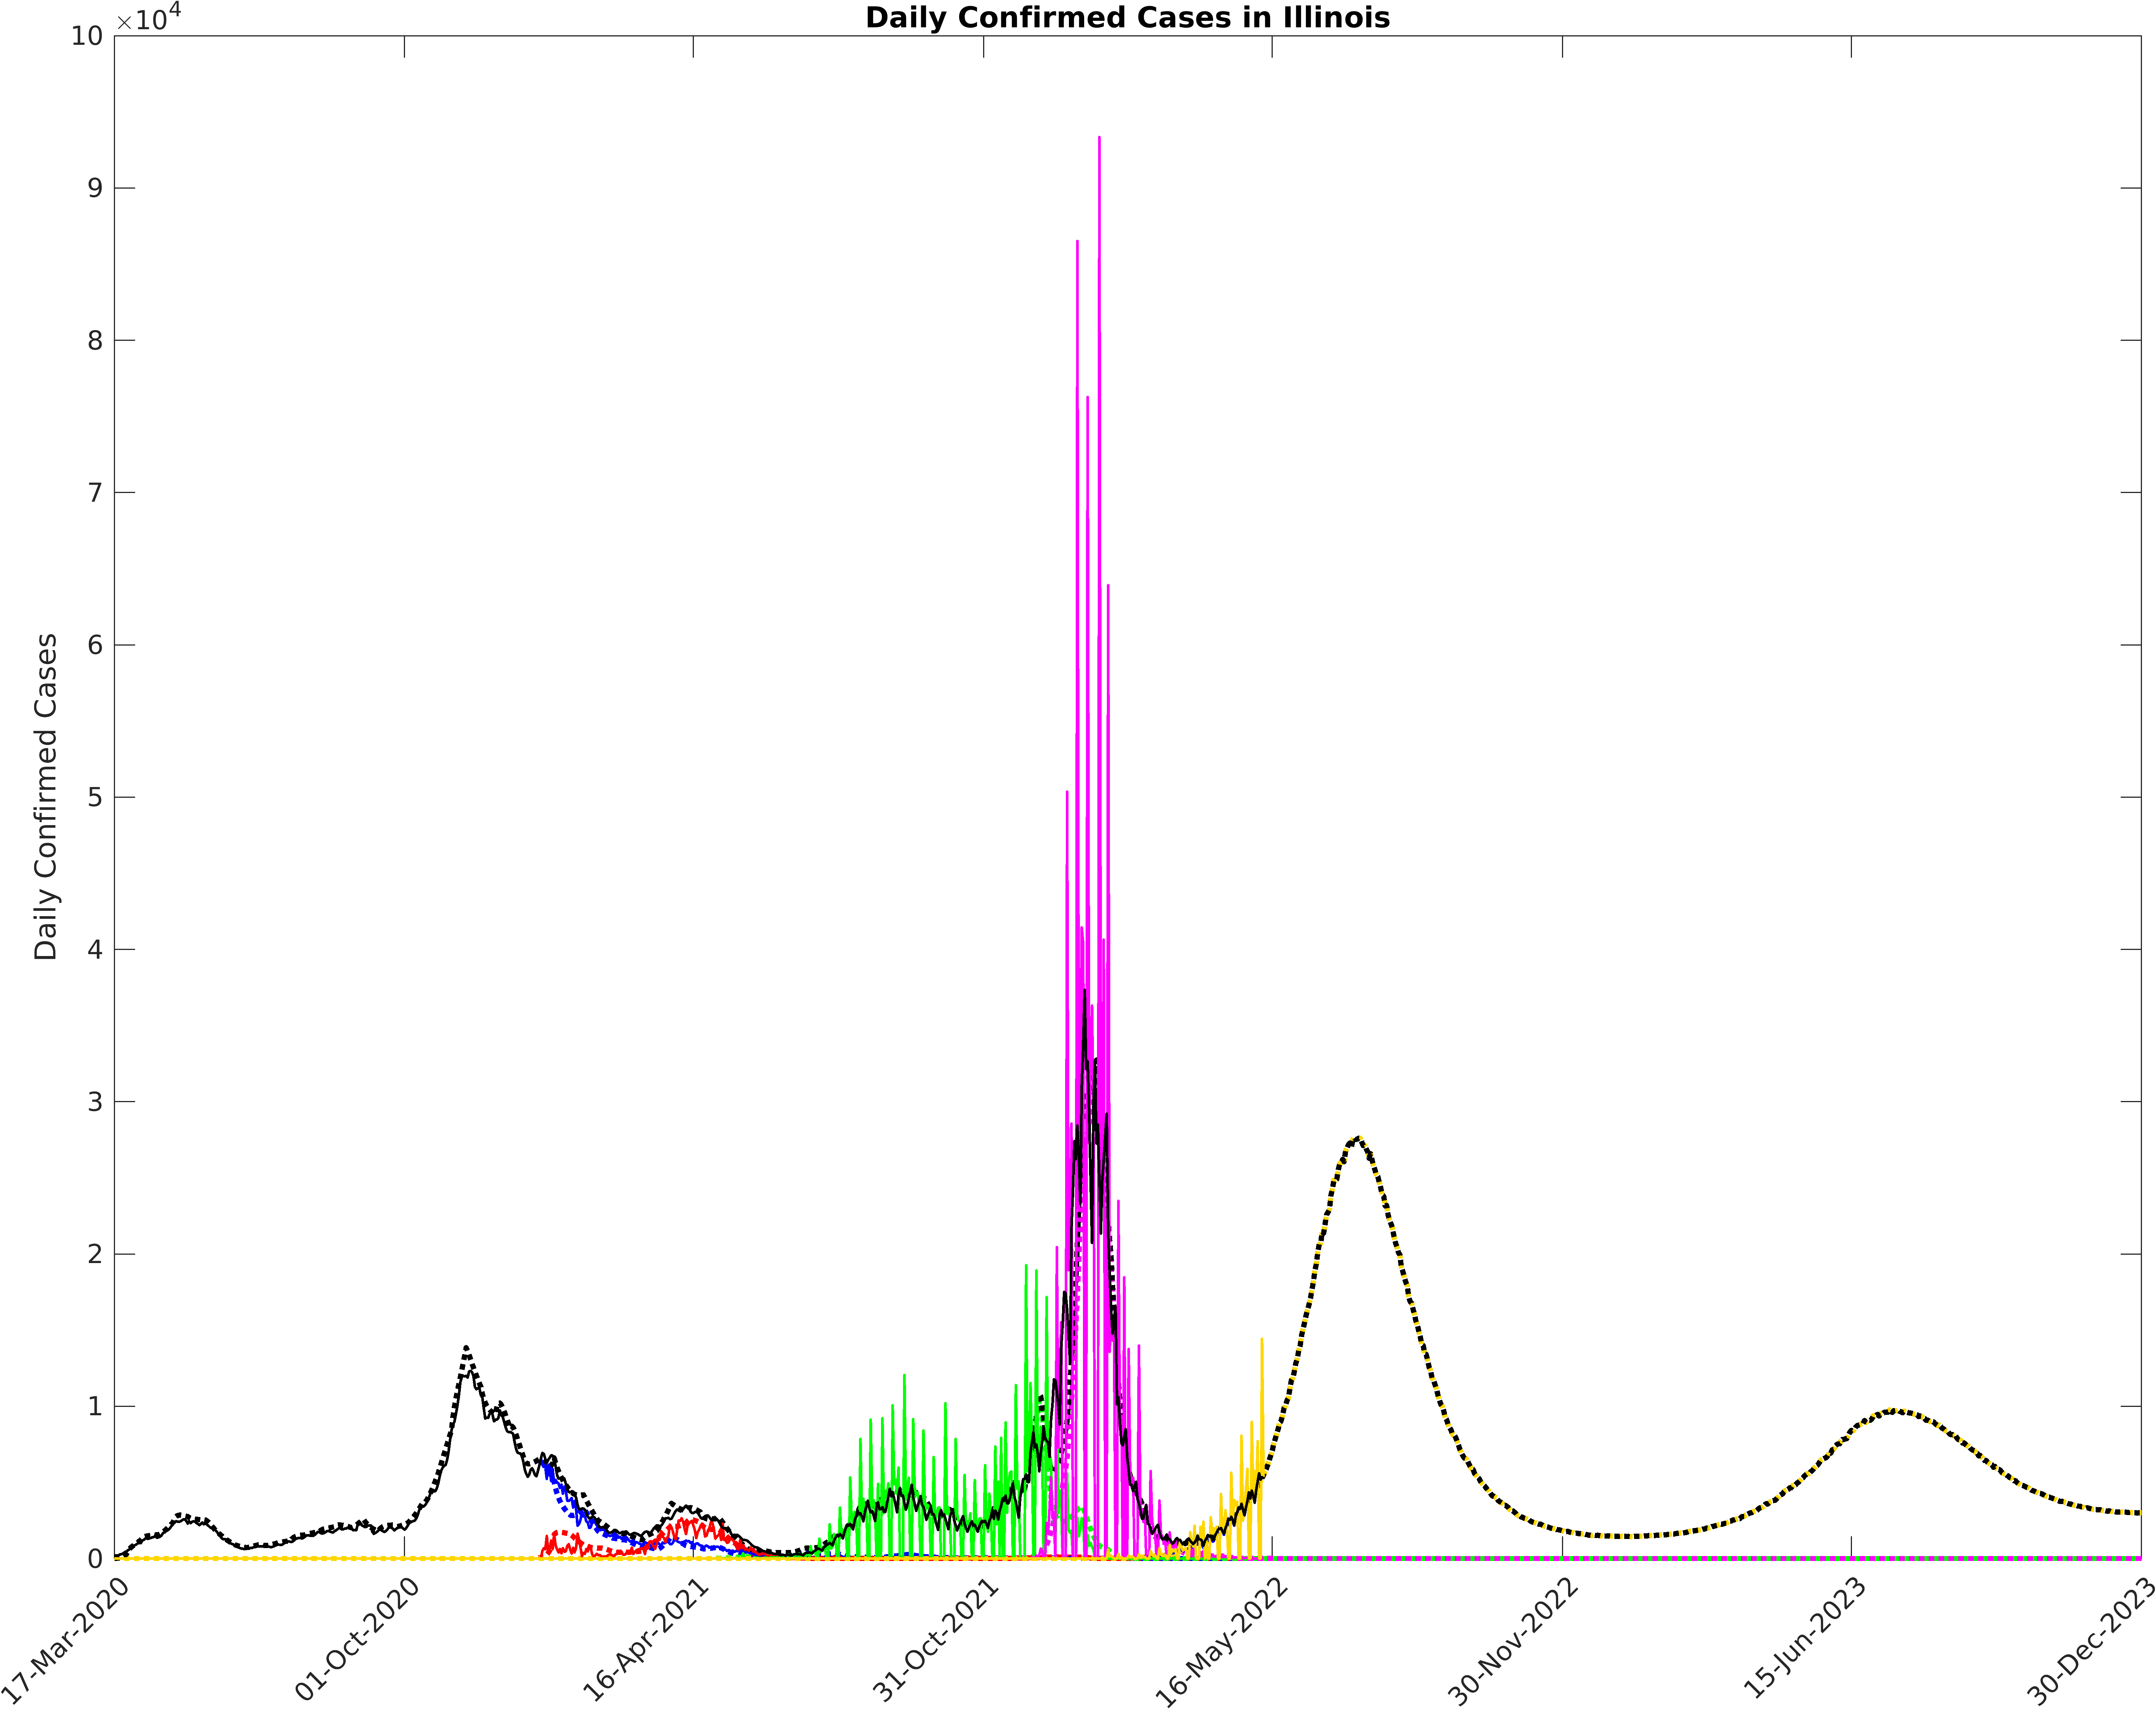 Daily Confirmed Cases in Illinois
×10^4
10
9
8
7
6
5
4
3
2
1
0
Daily Confirmed Cases
17-Mar-2020
01-Oct-2020
16-Apr-2021
31-Oct-2021
16-May-2022
30-Nov-2022
15-Jun-2023
30-Dec-2023